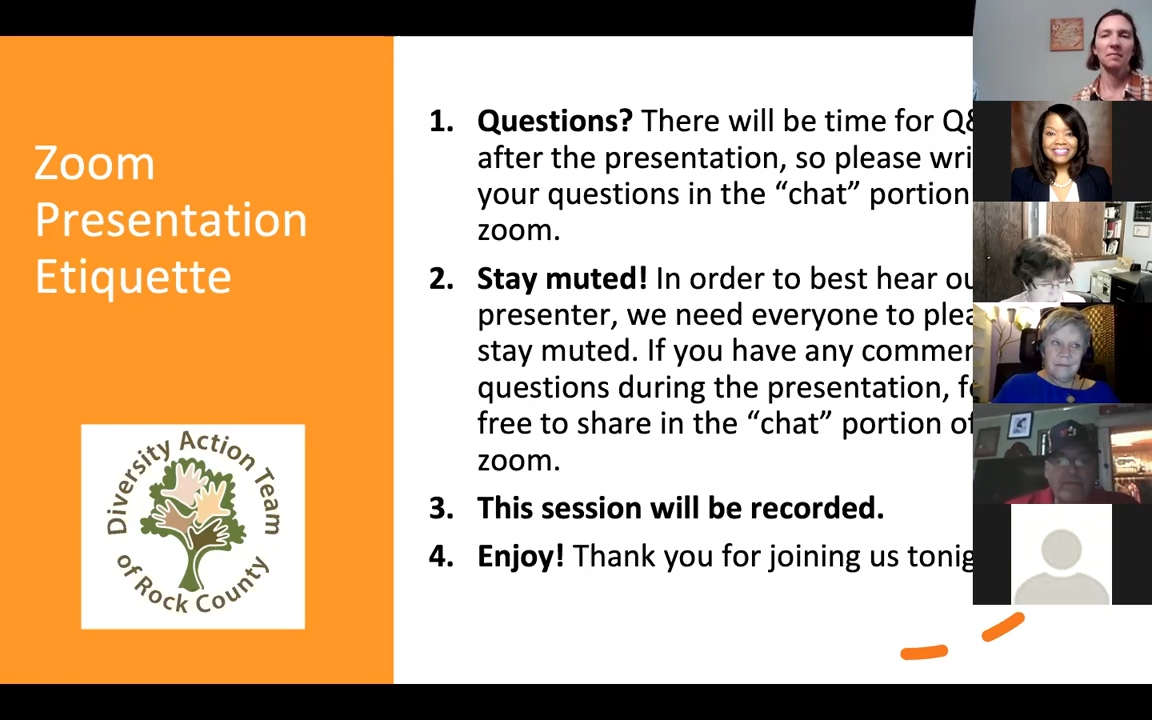 Zoom
Presentation
Etiquette
Diversity Action Team
of Rock County
1. Questions? There will be time for Q&
after the presentation, so please wri
your questions in the “chat” portion
zoom.
2. Stay muted! In order to best hear ou
presenter, we need everyone to plea
stay muted. If you have any commen
questions during the presentation, fe
free to share in the “chat” portion of
zoom.
3. This session will be recorded.
4. Enjoy! Thank you for joining us tonig